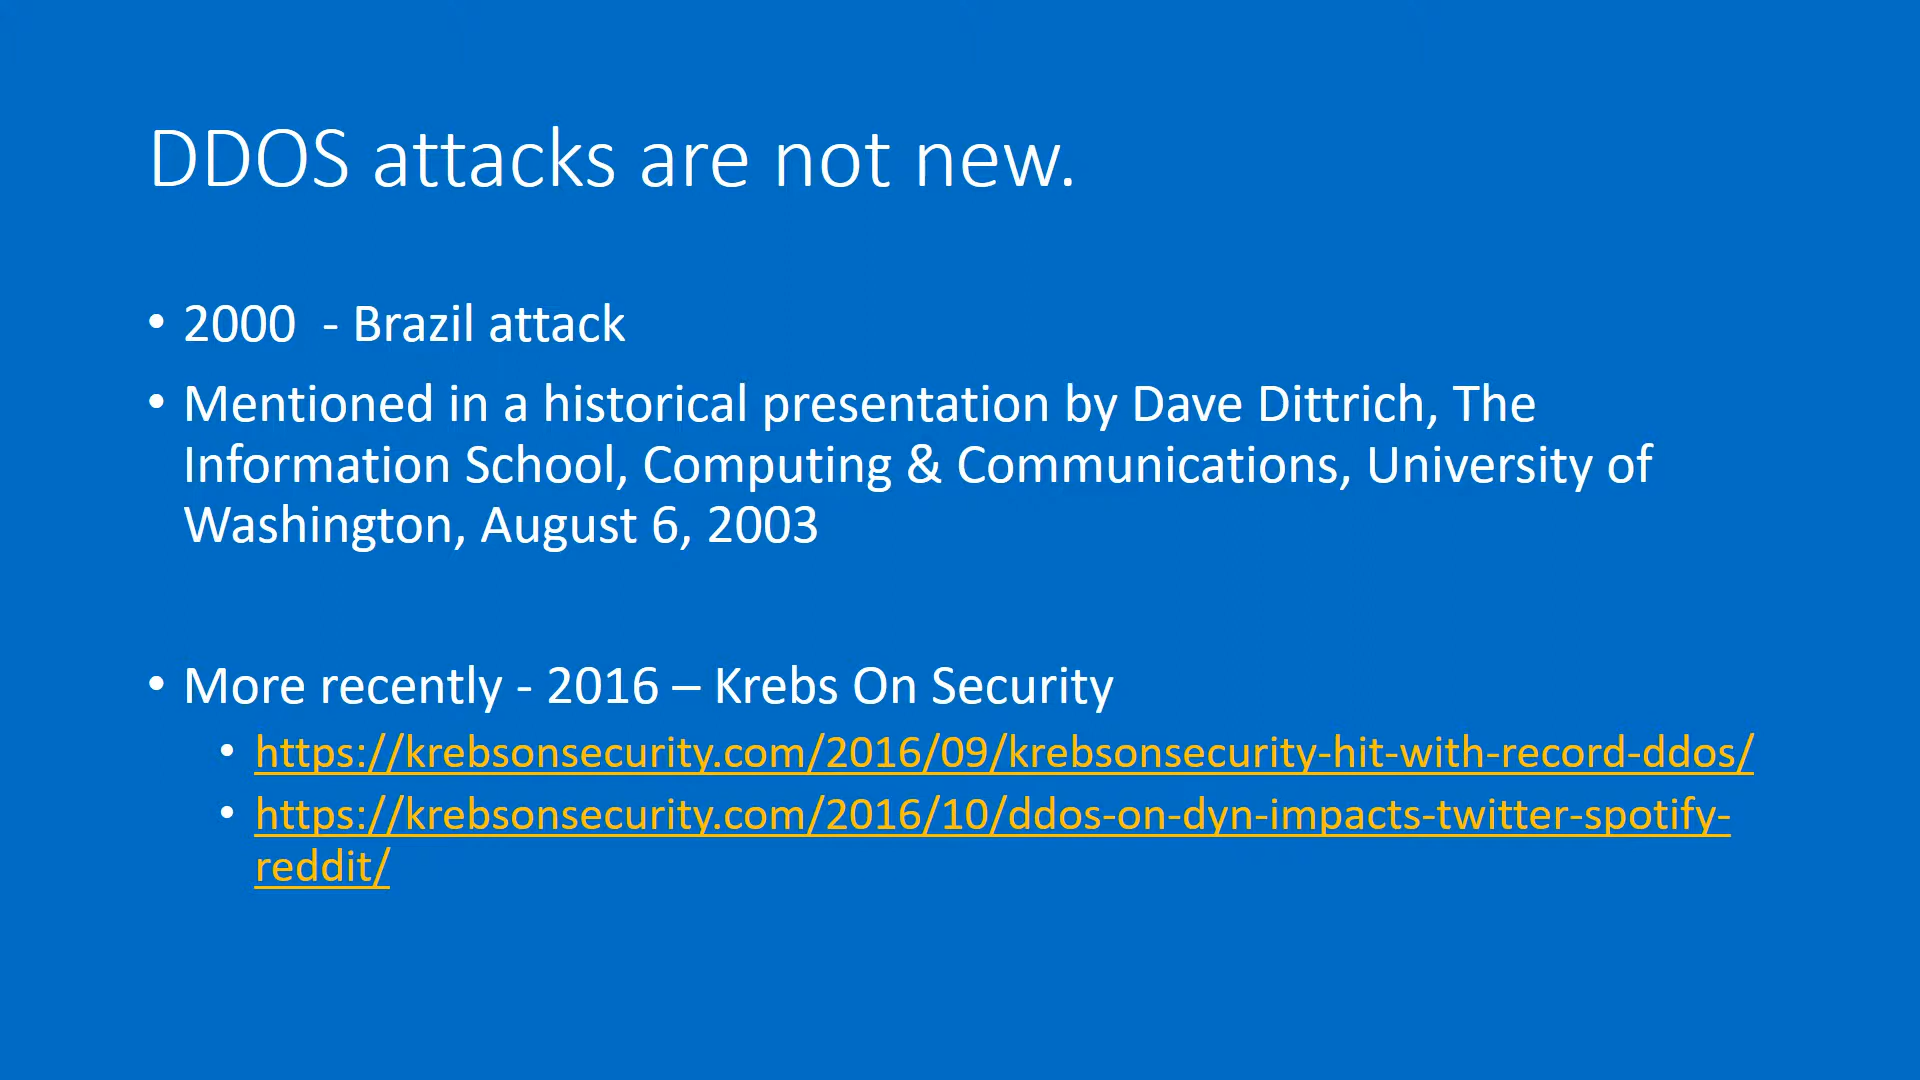 DDOS attacks are not new.
• 2000  - Brazil attack
• Mentioned in a historical presentation by Dave Dittrich, The
Information School, Computing & Communications, University of
Washington, August 6, 2003
• More recently - 2016 – Krebs On Security
• https://krebsonsecurity.com/2016/09/krebsonsecurity-hit-with-record-ddos/
• https://krebsonsecurity.com/2016/10/ddos-on-dyn-impacts-twitter-spotify-
reddit/